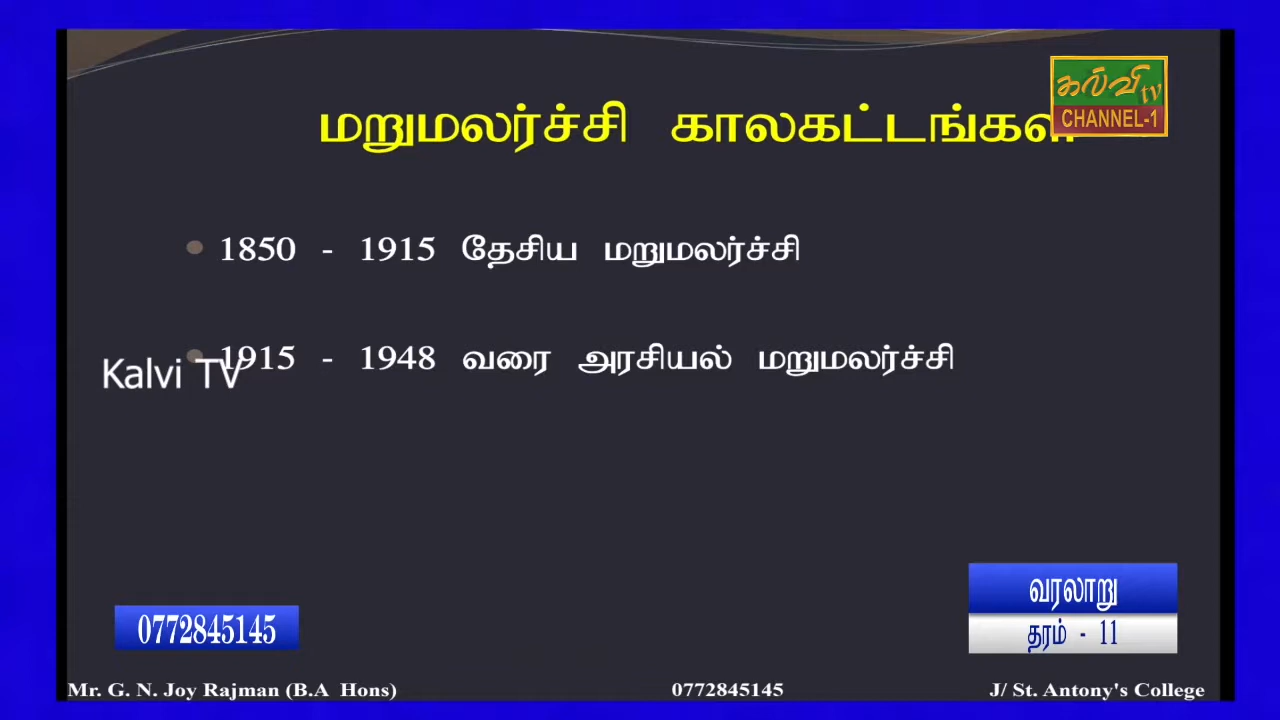 கல்வி tv
CHANNEL-1
மறுமலர்ச்சி காலகட்டங்கள்
1850 - 1915 தேசிய மறுமலர்ச்சி
1915 - 1948 வரை அரசியல் மறுமலர்ச்சி
Kalvi TV
வரலாறு
தரம் - 11
0772845145
Mr. G. N. Joy Rajman (B.A Hons) 0772845145 J/ St. Antony's College